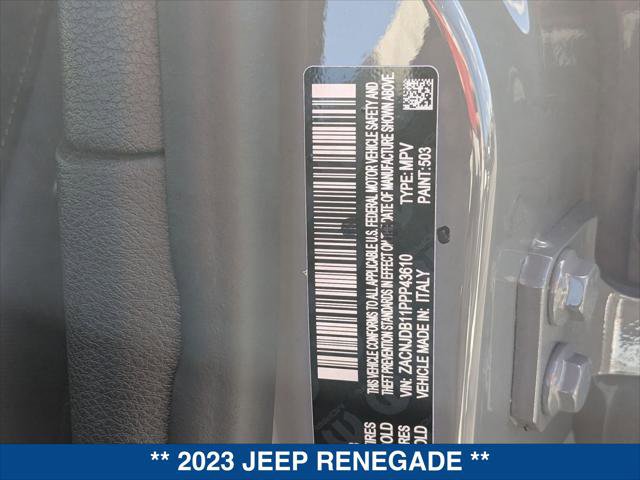 THIS VEHICLE CONFORMS TO ALL APPLICABLE U.S. FEDERAL MOTOR VEHICLE SAFETY AND
THEFT PREVENTION STANDARDS IN EFFECT ON THE DATE OF MANUFACTURE SHOWN ABOVE
VIN: ZACNJDB11PPP43610 TYPE: MPV
VEHICLE MADE IN: ITALY PAINT: 503
** 2023 JEEP RENEGADE **